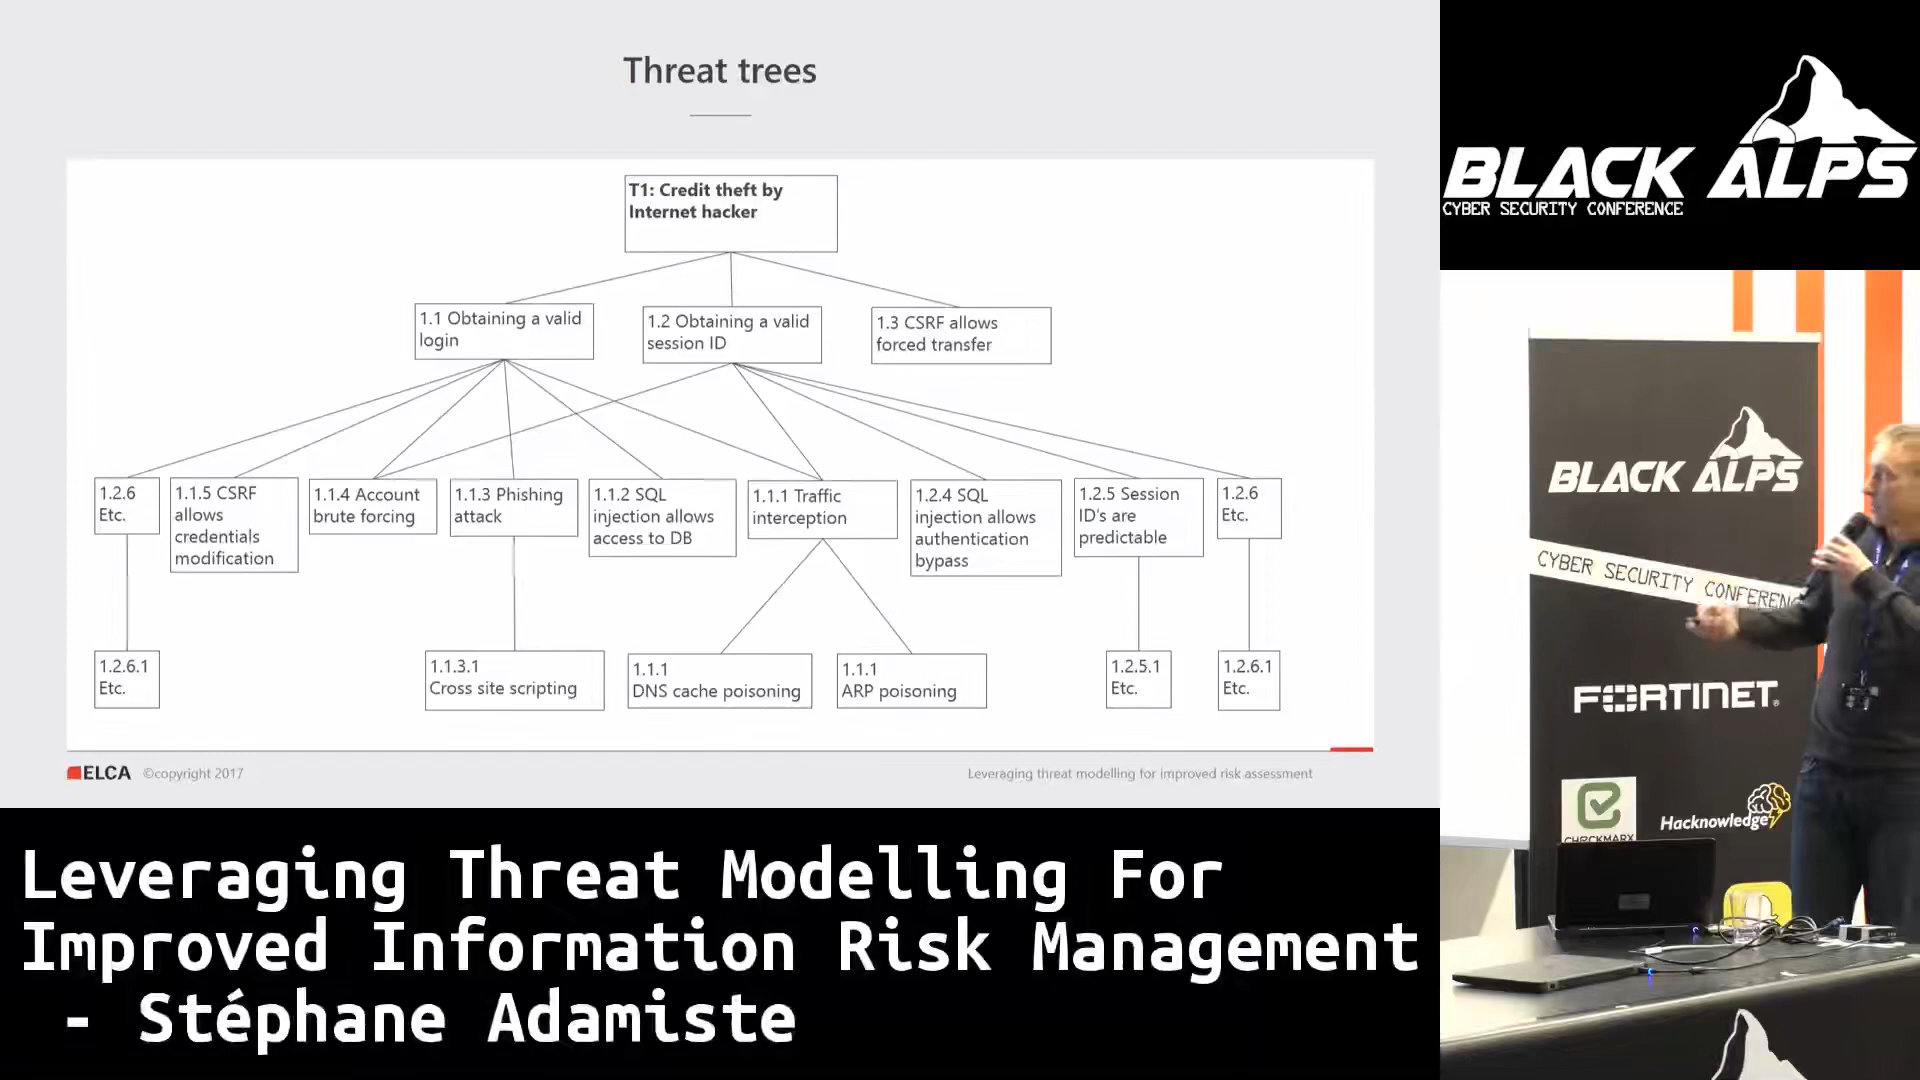 Threat trees
T1: Credit theft by
Internet hacker
1.1 Obtaining a valid
login
1.2 Obtaining a valid
session ID
1.3 CSRF allows
forced transfer
1.2.6
Etc.
1.1.5 CSRF
allows
credentials
modification
1.1.4 Account
brute forcing
1.1.3 Phishing
attack
1.1.2 SQL
injection allows
access to DB
1.1.1 Traffic
interception
1.2.4 SQL
injection allows
authentication
bypass
1.2.5 Session
ID's are
predictable
1.2.6
Etc.
1.2.6.1
Etc.
1.1.3.1
Cross site scripting
1.1.1
DNS cache poisoning
1.1.1
ARP poisoning
1.2.5.1
Etc.
1.2.6.1
Etc.
ELCA ©copyright 2017
Leveraging threat modelling for improved risk assessment
BLACK ALPS
CYBER SECURITY CONFERENCE
BLACK ALPS
CYBER SECURITY CONFEREN
FORTINET
CHECKMARX
Hacknowledge
Leveraging Threat Modelling For
Improved Information Risk Management
- Stéphane Adamiste